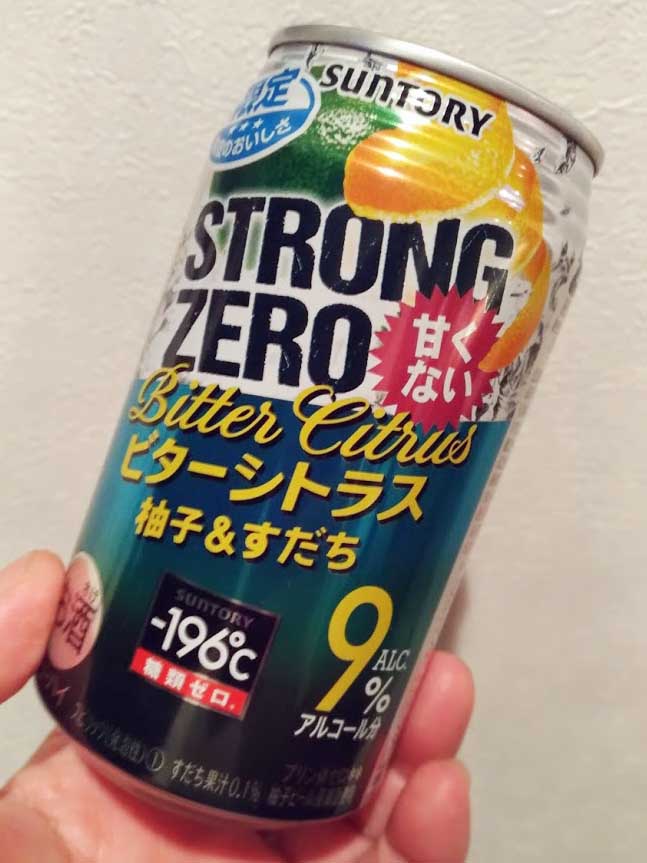 限定
のおいしさ
SUNTORY
STRONG
ZERO
甘く
ない
Bitter Citrus
ビターシトラス
柚子&すだち
SUNTORY
-196℃
糖類ゼロ。
9%
ALC.
アルコール分
酒
すだち果汁0.1%